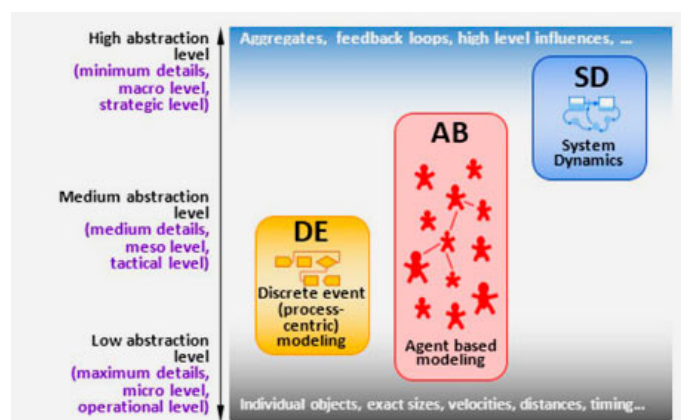 High abstraction
level
(minimum details,
macro level,
strategic level)
Medium abstraction
level
(medium details,
meso level,
tactical level)
Low abstraction
level
(maximum details,
micro level,
operational level)
Aggregates, feedback loops, high level influences, ...
DE
Discrete event
(process-
centric)
modeling
AB
Agent based
modeling
SD
System
Dynamics
Individual objects, exact sizes, velocities, distances, timing...